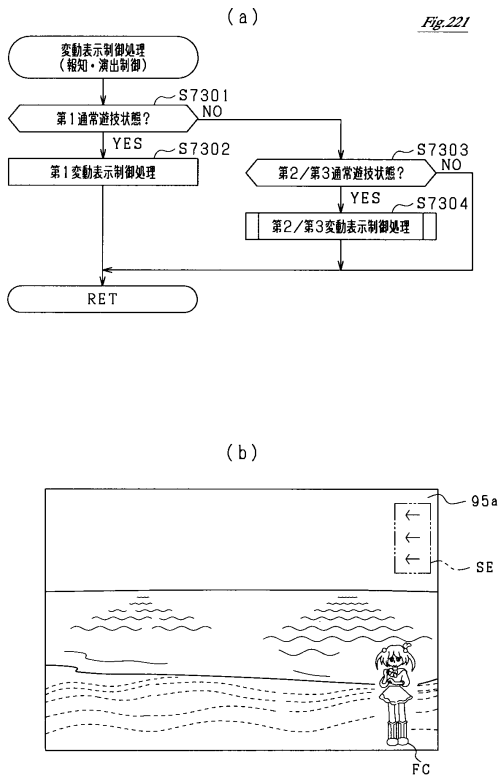 (a)
Fig.221
変動表示制御処理
(報知・演出制御)
S7301
第1通常遊技状態?
NO
YES
S7302
第1変動表示制御処理
S7303
第2/第3通常遊技状態?
NO
YES
S7304
第2/第3変動表示制御処理
RET
(b)
95a
SE
FC